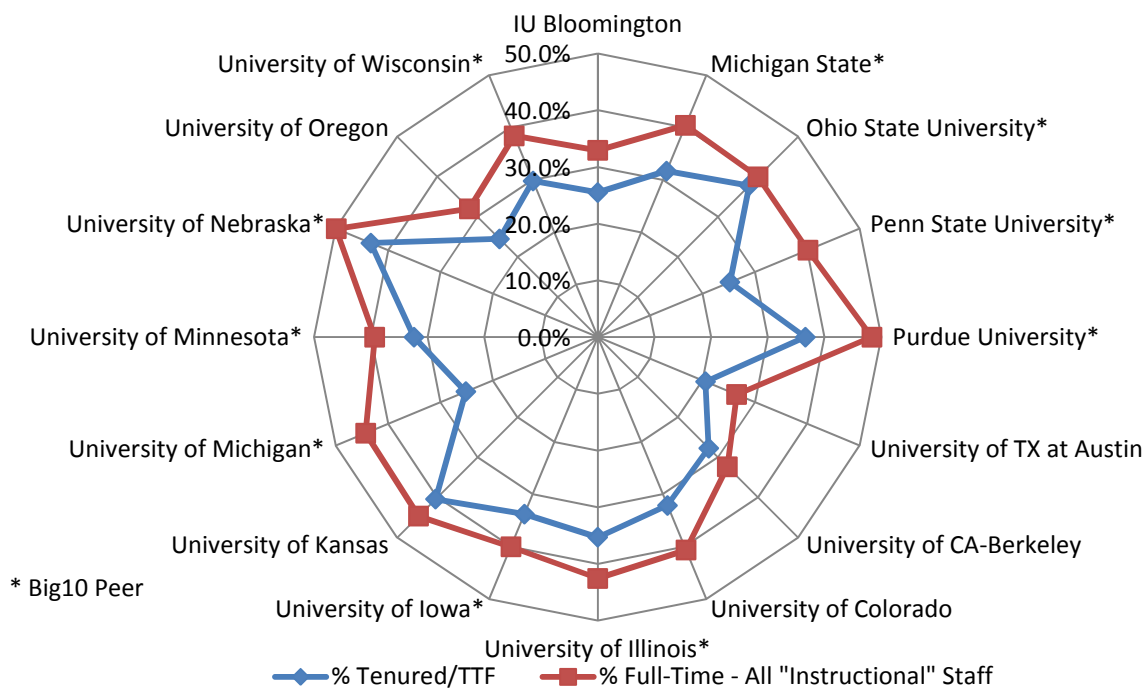 IU Bloomington
50.0%
University of Wisconsin*
Michigan State*
40.0%
University of Oregon
Ohio State University*
30.0%
University of Nebraska*
20.0%
Penn State University*
10.0%
University of Minnesota*
0.0%
Purdue University*
University of Michigan*
University of TX at Austin
University of Kansas
University of CA-Berkeley
* Big10 Peer
University of Iowa*
University of Colorado
University of Illinois*
% Tenured/TTF
% Full-Time - All "Instructional" Staff